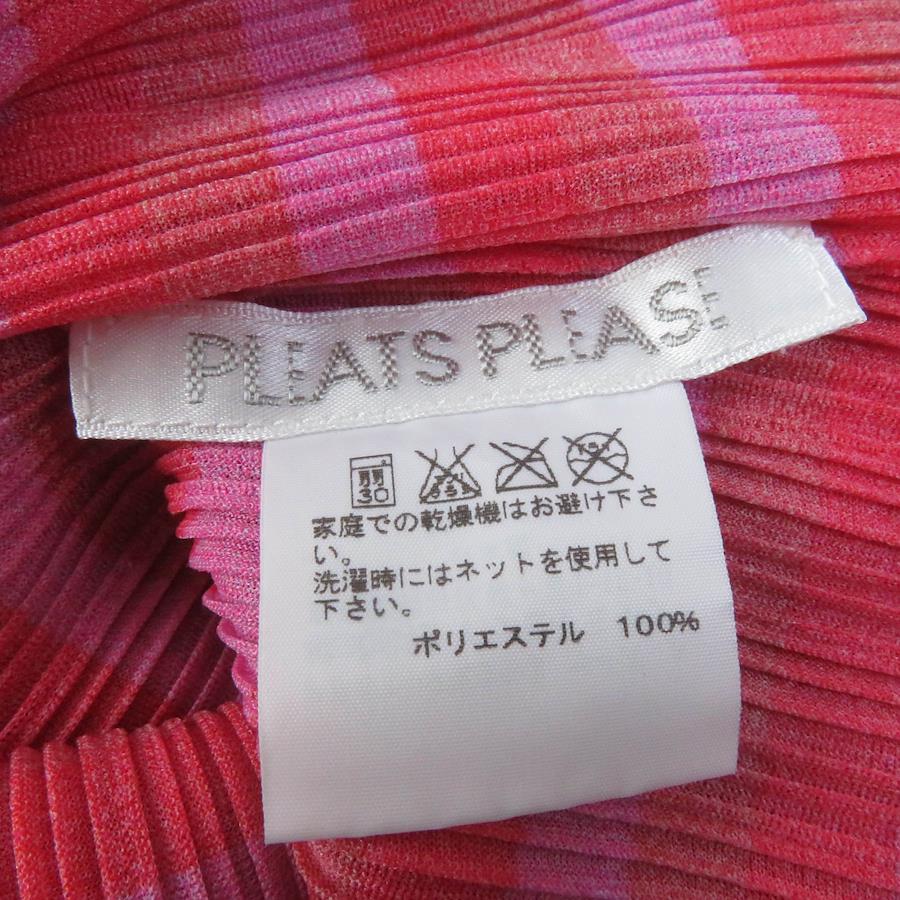 PLEATS PLEASE
弱
30
家庭での乾燥機はお避け下さ
い。
洗濯時にはネットを使用して
下さい。
ポリエステル 100%